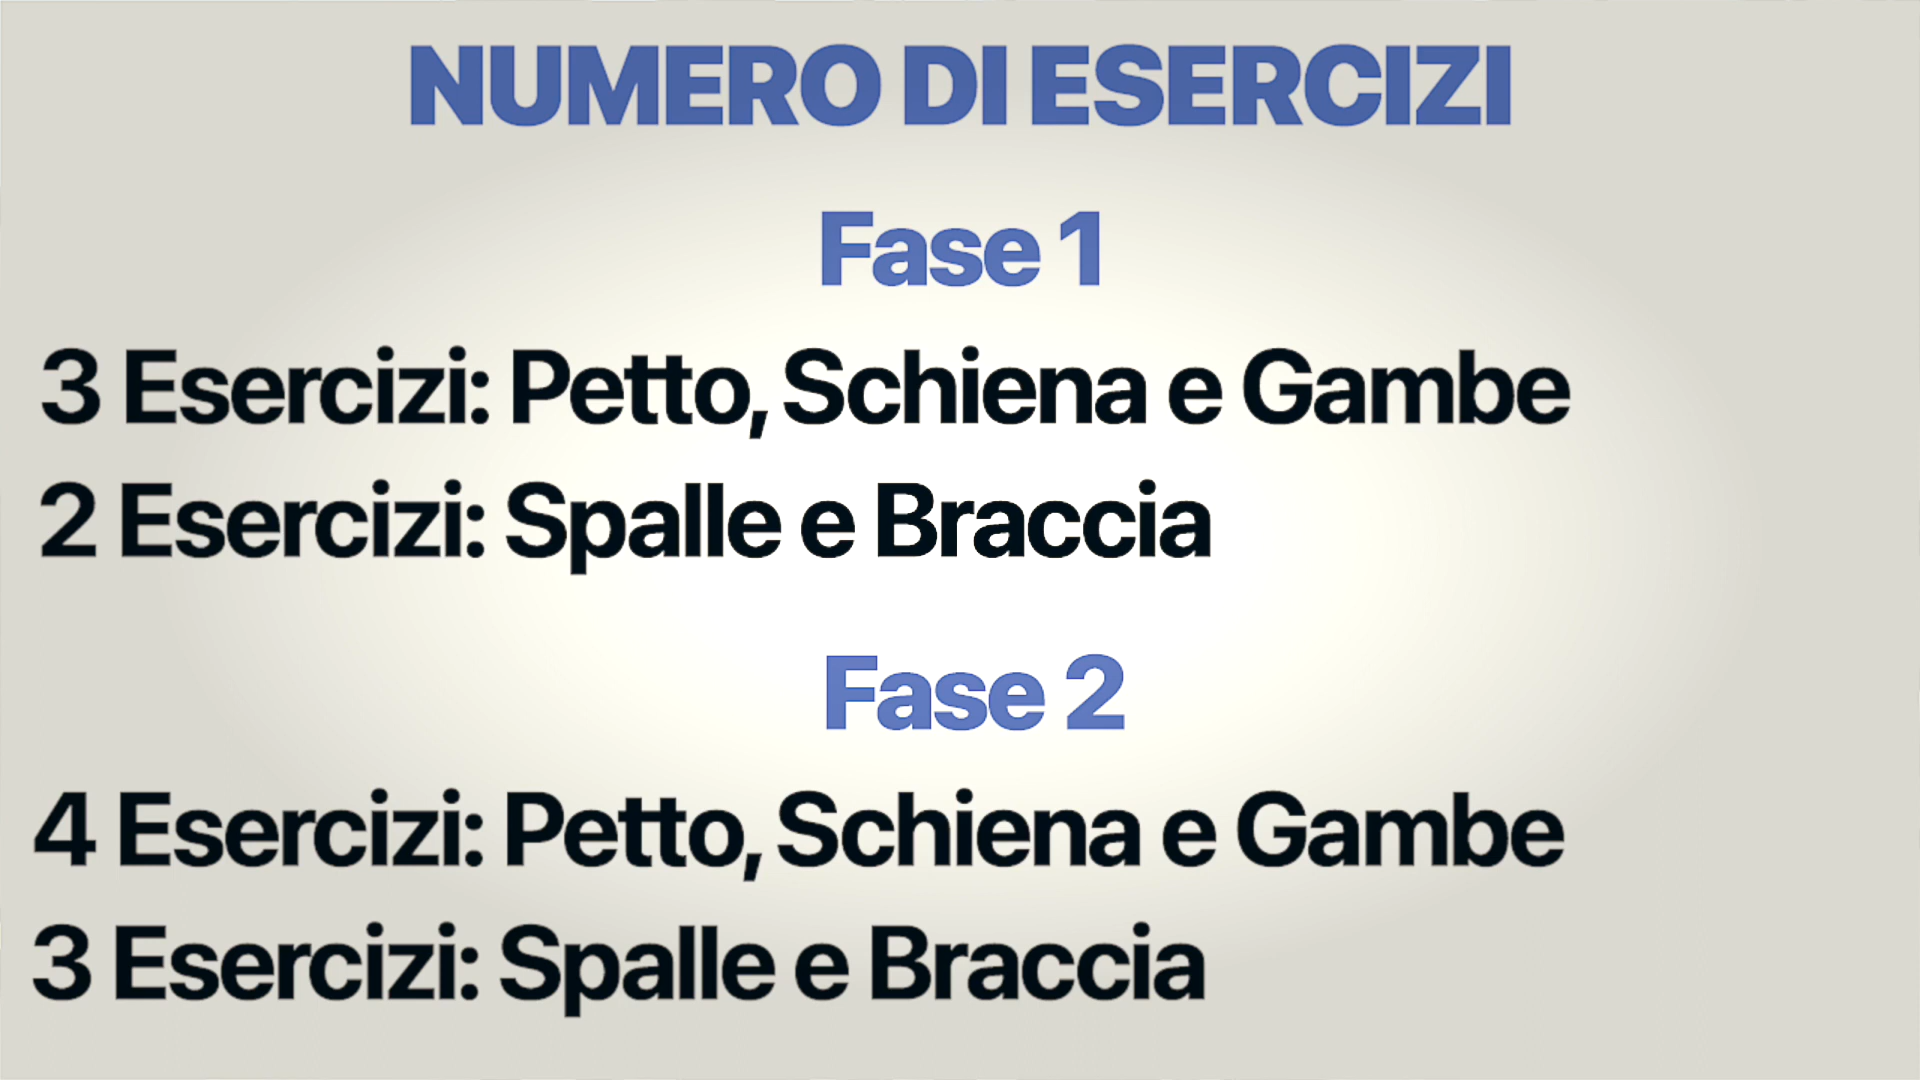 NUMERO DI ESERCIZI
Fase 1
3 Esercizi: Petto, Schiena e Gambe
2 Esercizi: Spalle e Braccia
Fase 2
4 Esercizi: Petto, Schiena e Gambe
3 Esercizi: Spalle e Braccia